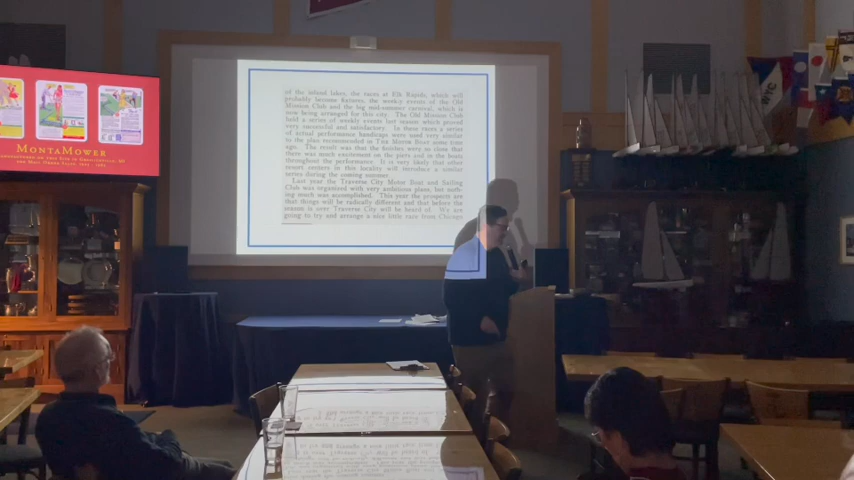 of the inland lakes, the races at Elk Rapids, which will
probably become fixtures, the weekly events of the Old
Mission Club and the big mid-summer carnival, which is
now being arranged for this city. The Old Mission Club
held a series of weekly events last season which proved
very successful and satisfactory. In these races a series
of actual performance handicaps were used very similar
to the plan recommended in THE MOTOR BOAT some time
ago. The result was that the finishes were so close that
there was much excitement on the piers and in the boats
throughout the performance. It is very likely that other
resort centers in this locality will introduce a similar
series during the coming summer.
Last year the Traverse City Motor Boat and Sailing
Club was organized with very ambitious plans, but nothing
much was accomplished. This year the prospects are
that things will be radically different and that before the
season is over Traverse City will be heard of. We are
going to try and arrange a nice little race from Chicago
MONTAMOWER